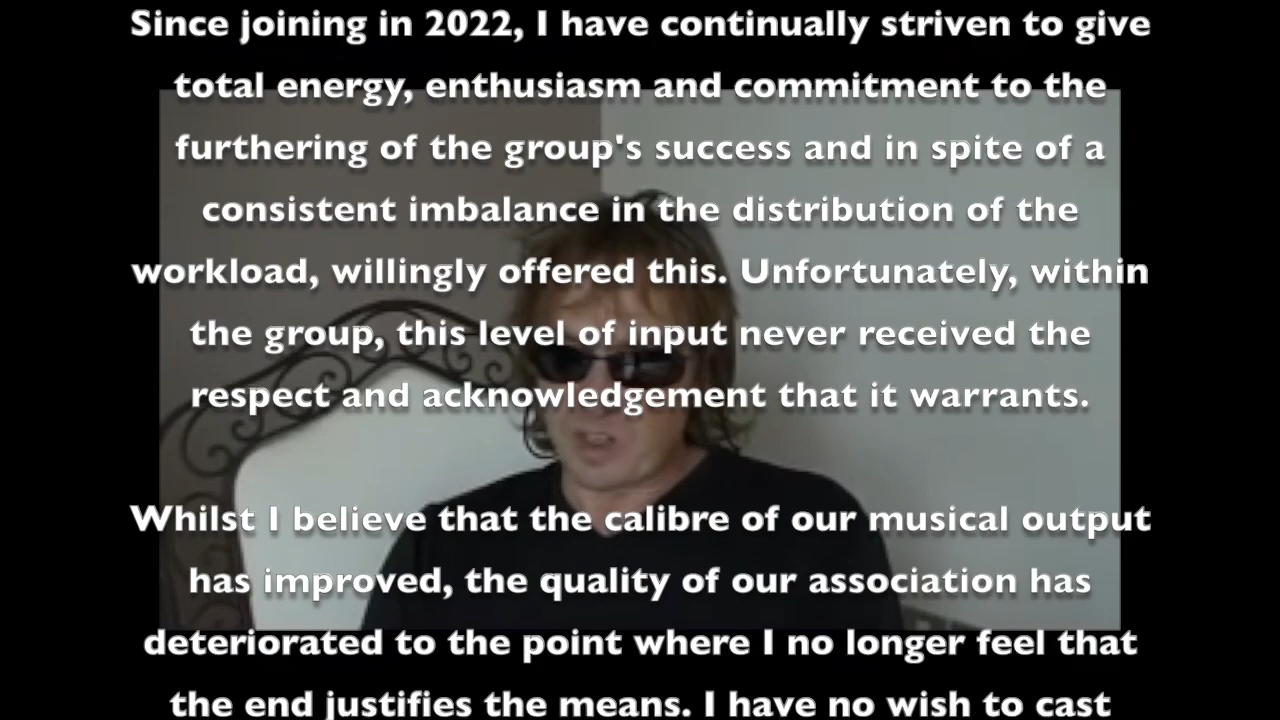 Since joining in 2022, I have continually striven to give
total energy, enthusiasm and commitment to the
furthering of the group's success and in spite of a
consistent imbalance in the distribution of the
workload, willingly offered this. Unfortunately, within
the group, this level of input never received the
respect and acknowledgement that it warrants.
Whilst I believe that the calibre of our musical output
has improved, the quality of our association has
deteriorated to the point where I no longer feel that
the end justifies the means. I have no wish to cast